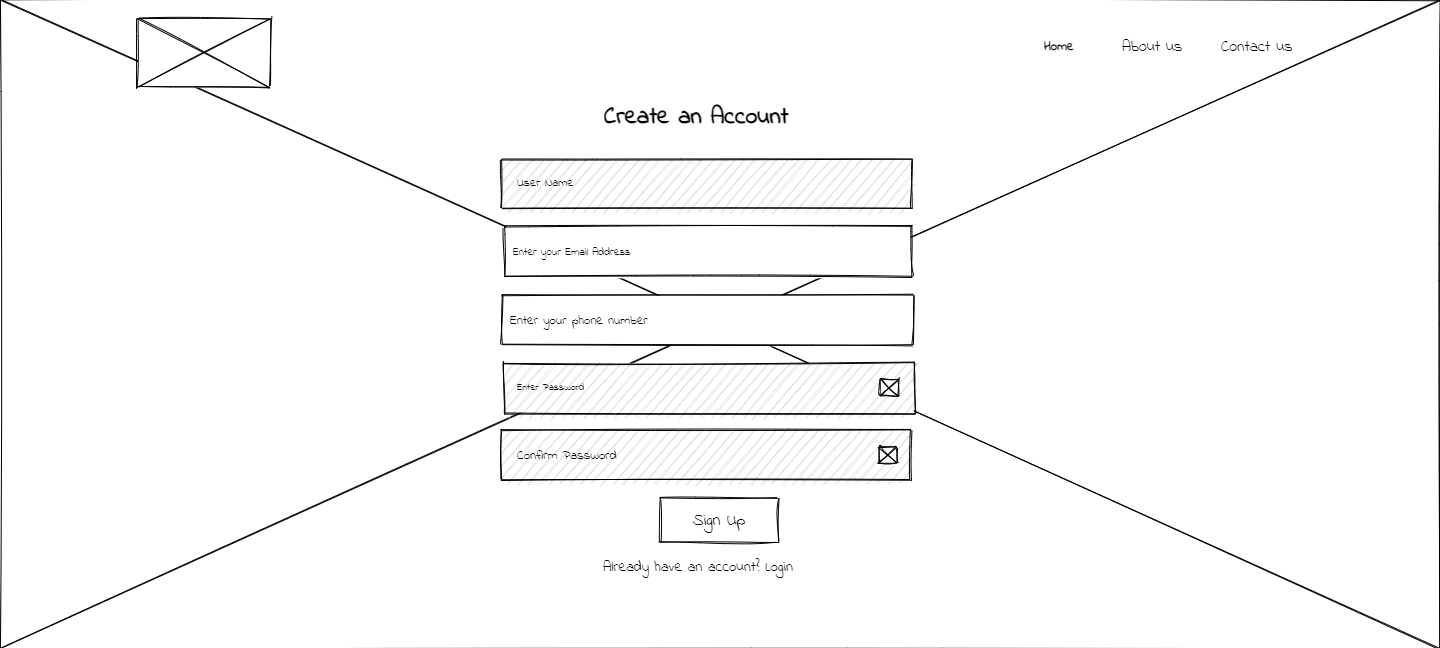 Home About us Contact us
Create an Account
User Name
Enter your Email Address
Enter your phone number
Enter Password
Confirm Password
Sign Up
Already have an account? Login